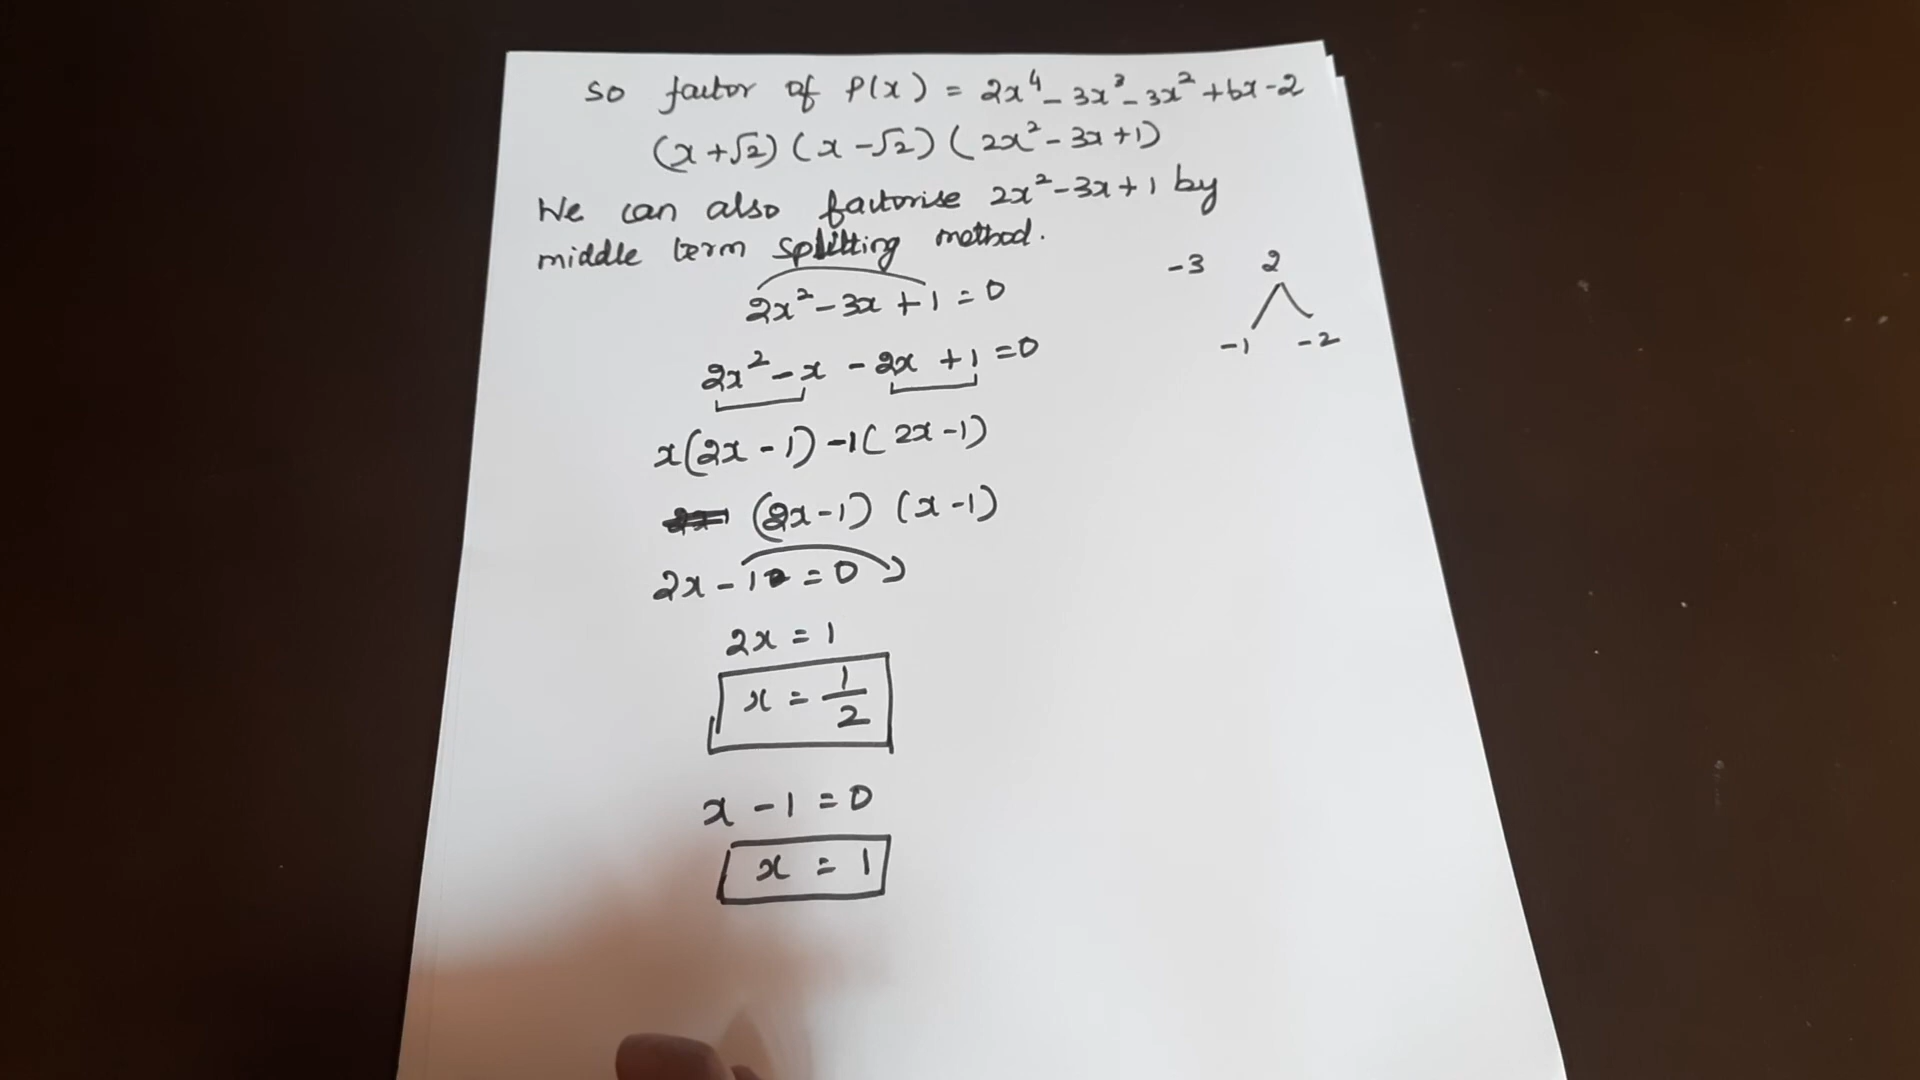 so factor of P(x) = 2x⁴ - 3x³ - 3x² + 6x - 2
(x + √2) (x - √2) (2x² - 3x + 1)
We can also factorise 2x² - 3x + 1 by
middle term splitting method.
-3 2
2x² - 3x + 1 = 0
-1 -2
2x² - x - 2x + 1 = 0
x(2x - 1) - 1(2x - 1)
(2x - 1) (x - 1)
2x - 1 = 0
2x = 1
x = 1/2
x - 1 = 0
x = 1